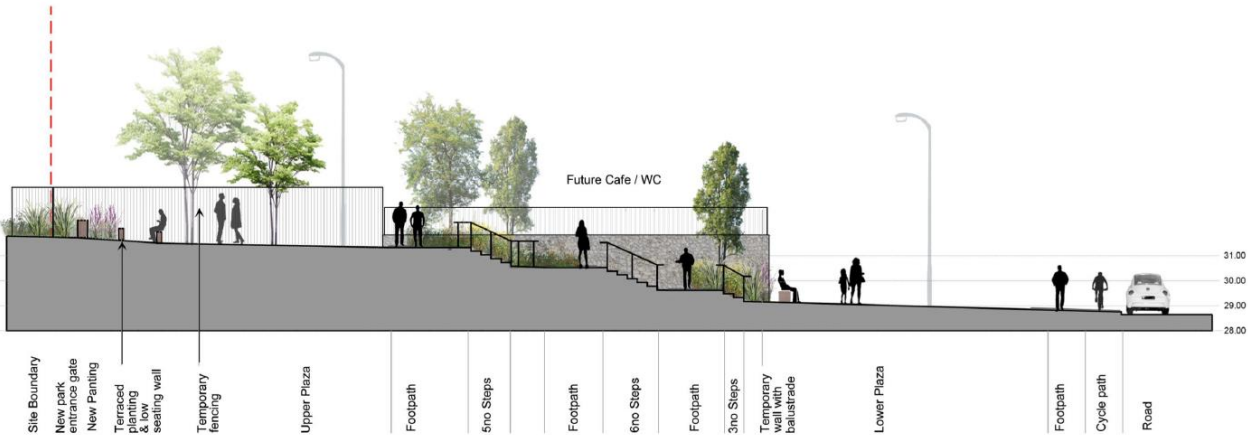 Future Cafe / WC
31.00
30.00
29.00
28.00
Site Boundary
New park
entrance gate
New Panting
Terraced
planting
& low
seating wall
Temporary
fencing
Upper Plaza
Footpath
5no Steps
Footpath
6no Steps
Footpath
3no Steps
Temporary
wall with
balustrade
Lower Plaza
Footpath
Cycle path
Road